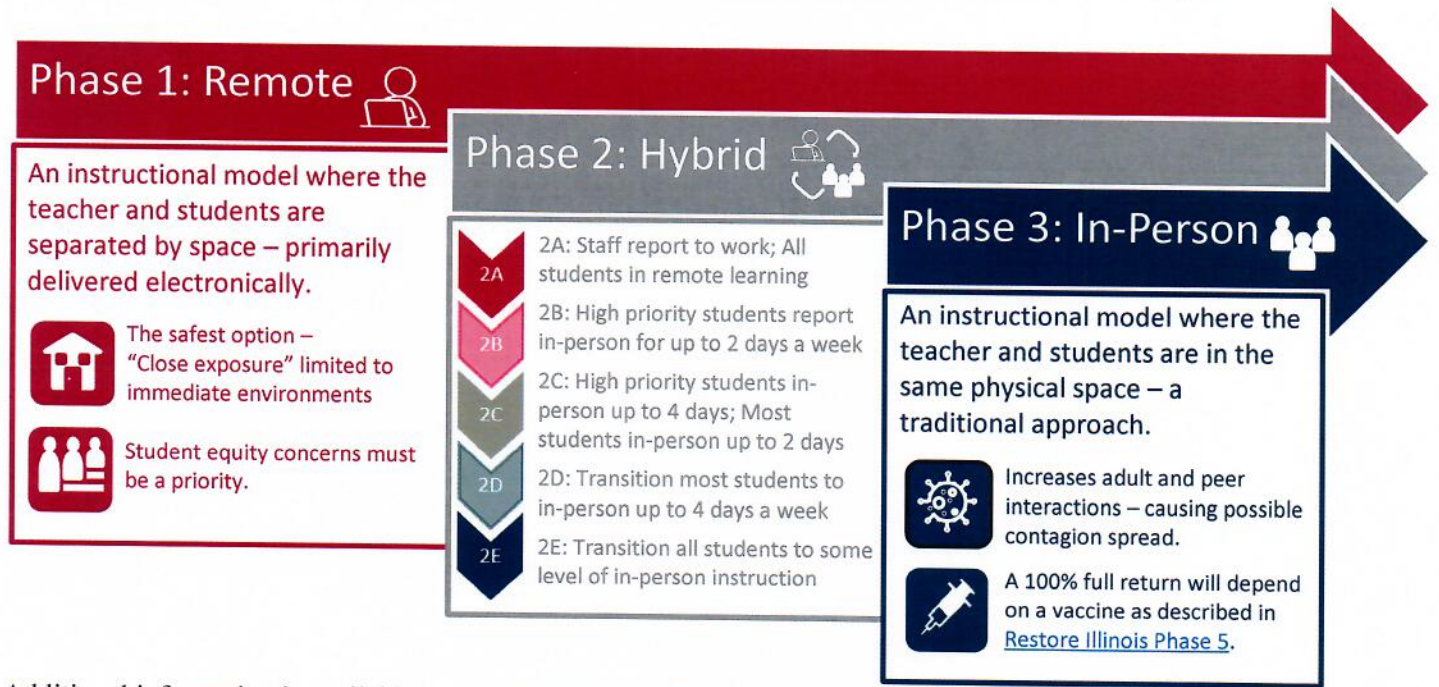 Phase 1: Remote
An instructional model where the
teacher and students are
separated by space – primarily
delivered electronically.
The safest option –
“Close exposure” limited to
immediate environments
Student equity concerns must
be a priority.
Phase 2: Hybrid
2A
2A: Staff report to work; All
students in remote learning
2B
2B: High priority students report
in-person for up to 2 days a week
2C
2C: High priority students in-
person up to 4 days; Most
students in-person up to 2 days
2D
2D: Transition most students to
in-person up to 4 days a week
2E
2E: Transition all students to some
level of in-person instruction
Phase 3: In-Person
An instructional model where the
teacher and students are in the
same physical space – a
traditional approach.
Increases adult and peer
interactions – causing possible
contagion spread.
A 100% full return will depend
on a vaccine as described in
Restore Illinois Phase 5.